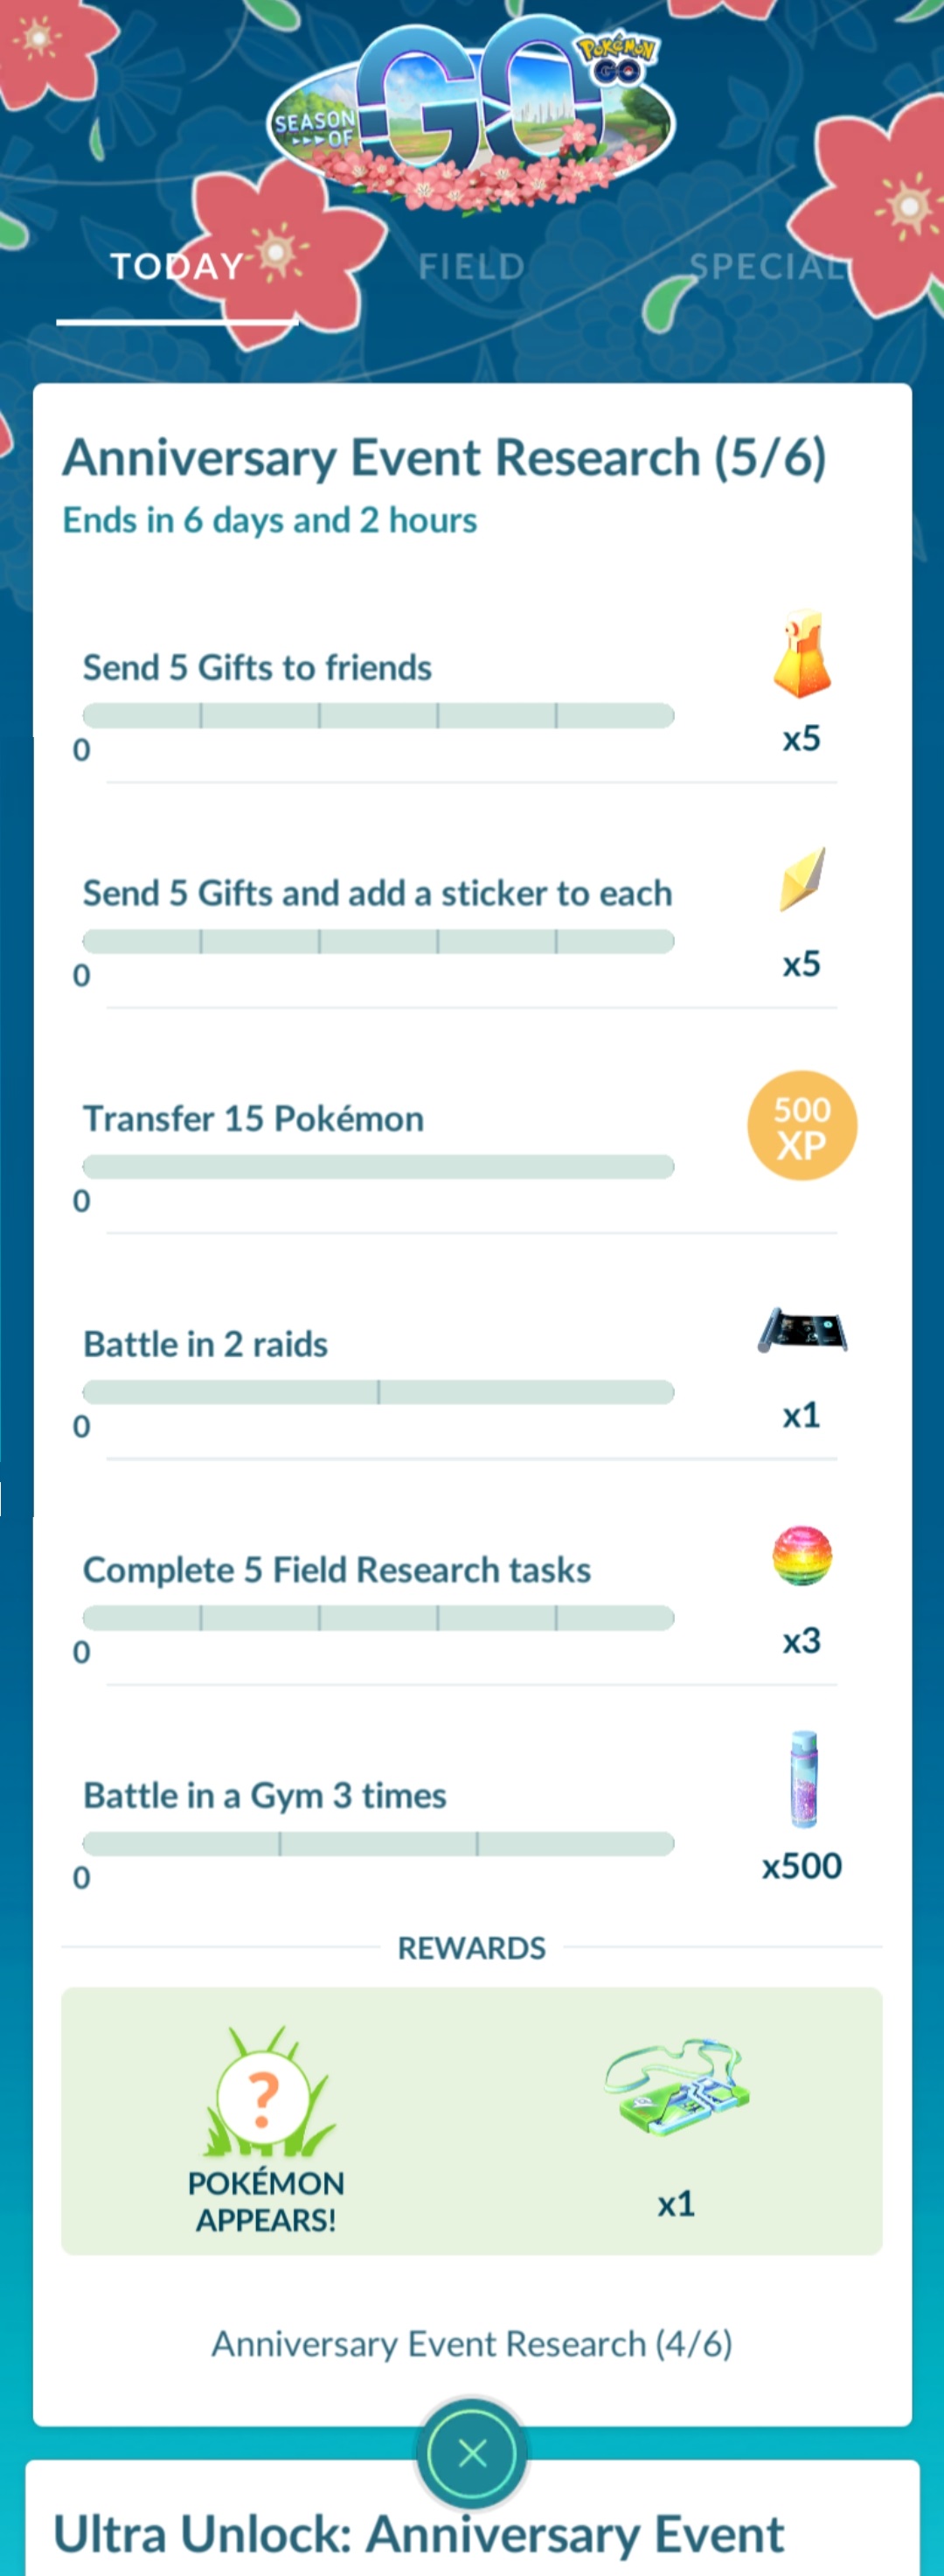 SEASON
OF
GO
POKÉMON
GO
TODAY
FIELD
SPECIAL
Anniversary Event Research (5/6)
Ends in 6 days and 2 hours
Send 5 Gifts to friends
0
x5
Send 5 Gifts and add a sticker to each
0
x5
Transfer 15 Pokémon
0
500
XP
Battle in 2 raids
0
x1
Complete 5 Field Research tasks
0
x3
Battle in a Gym 3 times
0
x500
REWARDS
?
POKÉMON
APPEARS!
x1
Anniversary Event Research (4/6)
Ultra Unlock: Anniversary Event